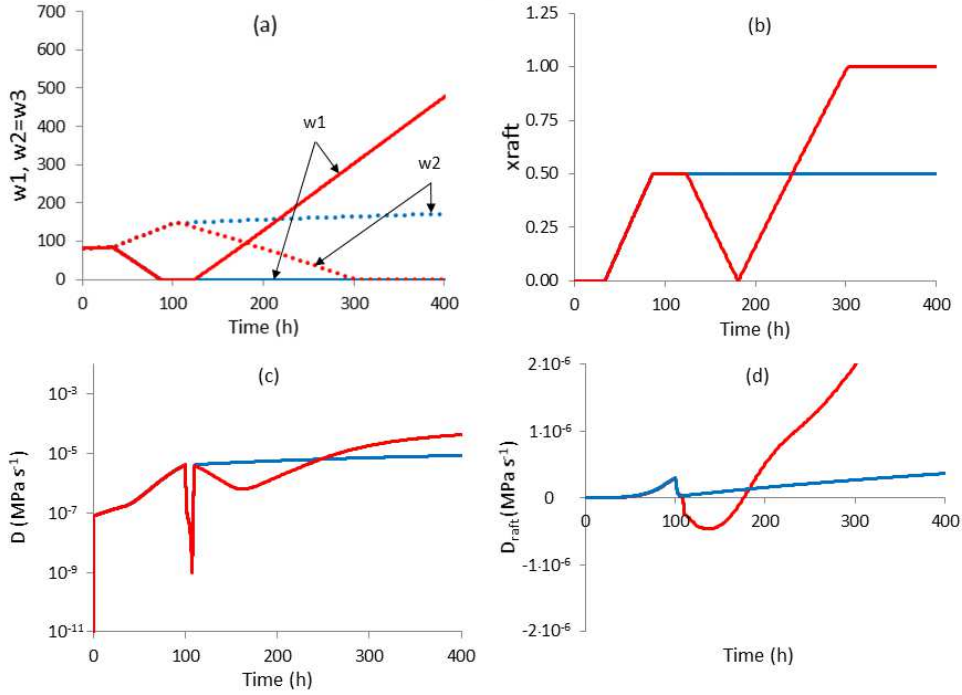 (a)
700
600
500
400
300
200
100
0
w1, w2=w3
w1
w2
0 100 200 300 400
Time (h)
(b)
1.25
1.00
0.75
0.50
0.25
0.00
xraft
0 100 200 300 400
Time (h)
(c)
10⁻³
10⁻⁵
10⁻⁷
10⁻⁹
10⁻¹¹
D (MPa s⁻¹)
0 100 200 300 400
Time (h)
(d)
2·10⁻⁶
1·10⁻⁶
0
-1·10⁻⁶
-2·10⁻⁶
D_raft (MPa s⁻¹)
0 100 200 300 400
Time (h)